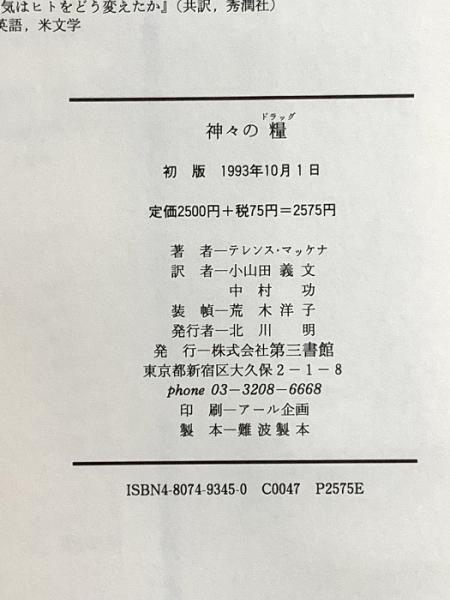 気はヒトをどう変えたか』(共訳，秀潤社)
英語，米文学
ドラッグ
神々の糧
初 版 1993年10月1日
定価2500円＋税75円＝2575円
著 者―テレンス・マッケナ
訳 者―小山田 義 文
中 村 功
装 幀―荒 木 洋 子
発行者―北 川 明
発 行―株式会社第三書館
東京都新宿区大久保2－1－8
phone 03－3208－6668
印 刷―アール企画
製 本―難波製本
ISBN4-8074-9345-0 C0047 P2575E